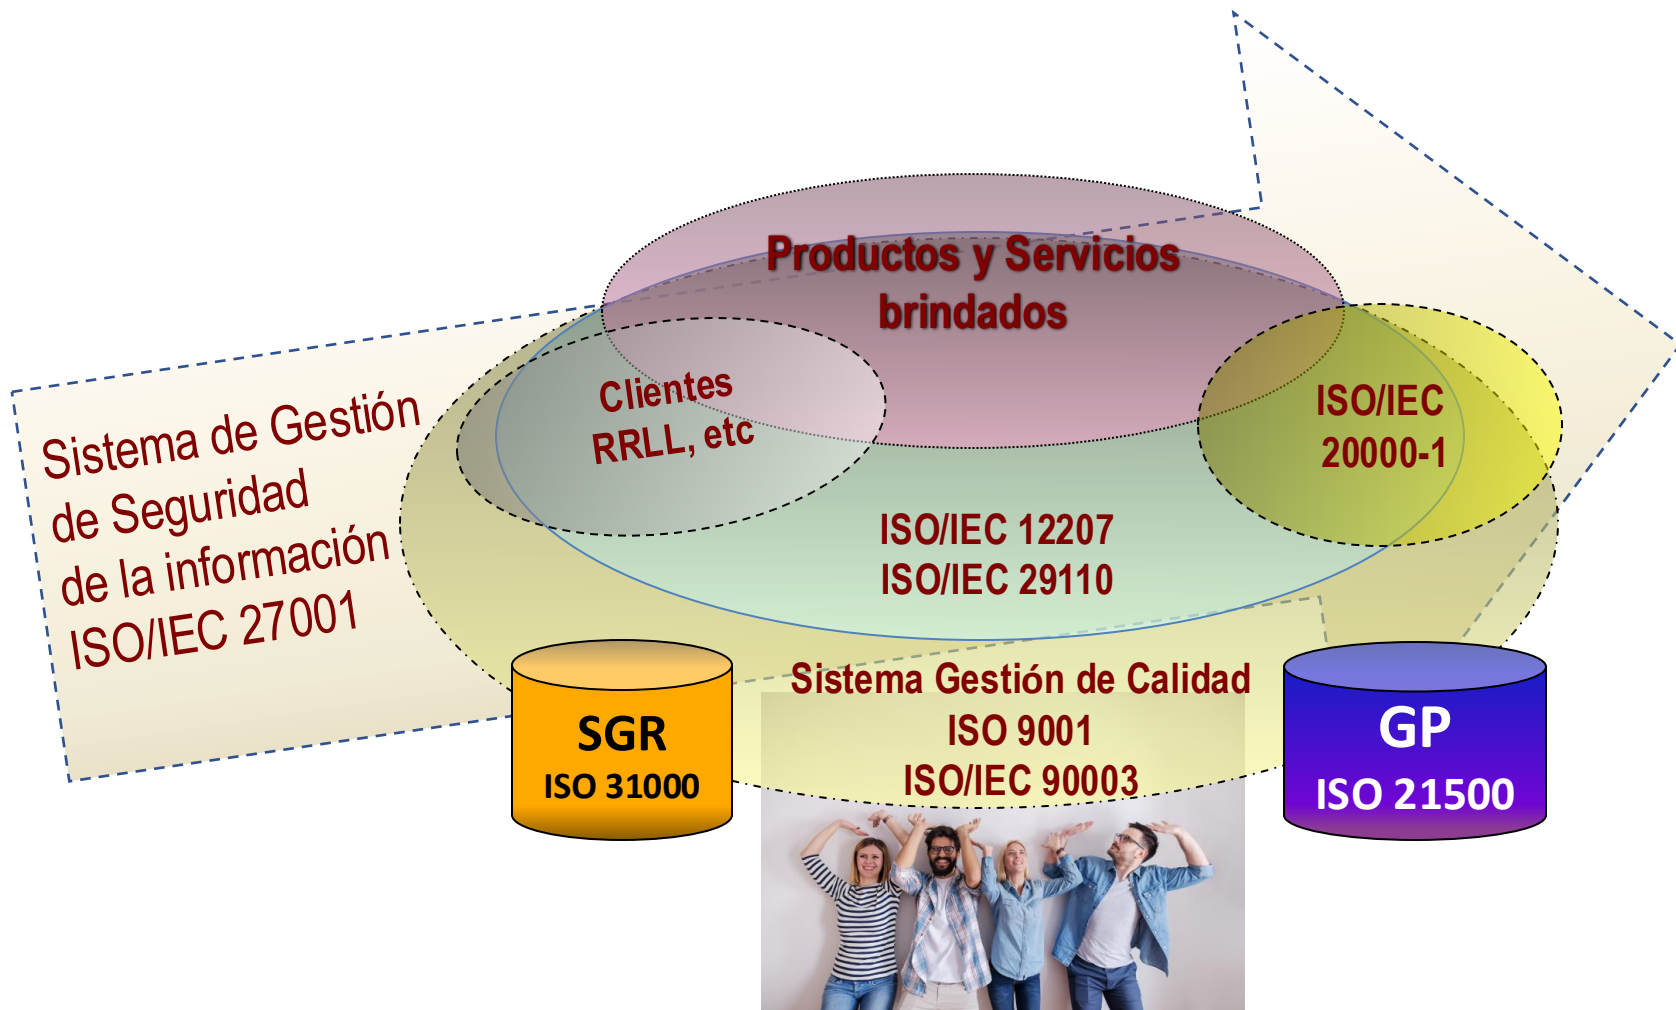 Productos y Servicios
brindados
Clientes
RRLL, etc
ISO/IEC
20000-1
Sistema de Gestión
de Seguridad
de la información
ISO/IEC 27001
ISO/IEC 12207
ISO/IEC 29110
Sistema Gestión de Calidad
ISO 9001
ISO/IEC 90003
SGR
ISO 31000
GP
ISO 21500